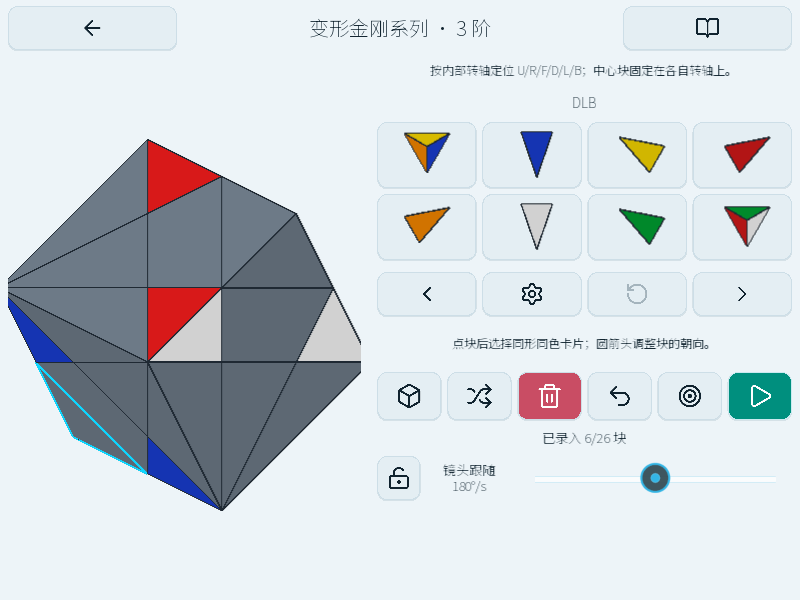 变形金刚系列 · 3 阶
按内部转轴定位 U/R/F/D/L/B；中心块固定在各自转轴上。
DLB
点块后选择同形同色卡片；圆箭头调整块的朝向。
已录入 6/26 块
镜头跟随
180°/s